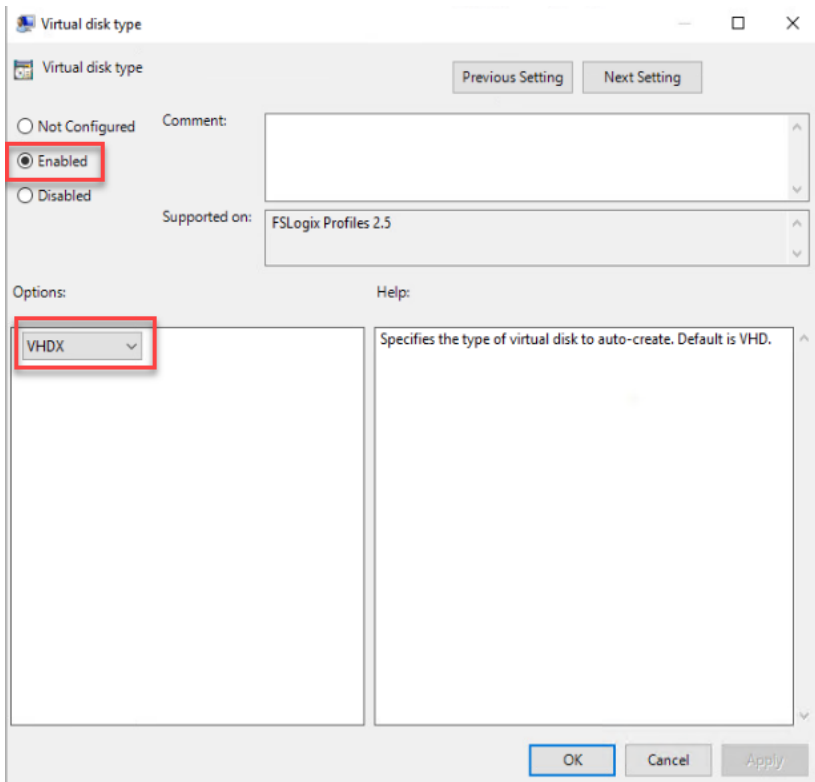 Virtual disk type
Virtual disk type
Previous Setting
Next Setting
Not Configured
Comment:
Enabled
Disabled
Supported on:
FSLogix Profiles 2.5
Options:
Help:
VHDX
Specifies the type of virtual disk to auto-create. Default is VHD.
OK
Cancel
Apply